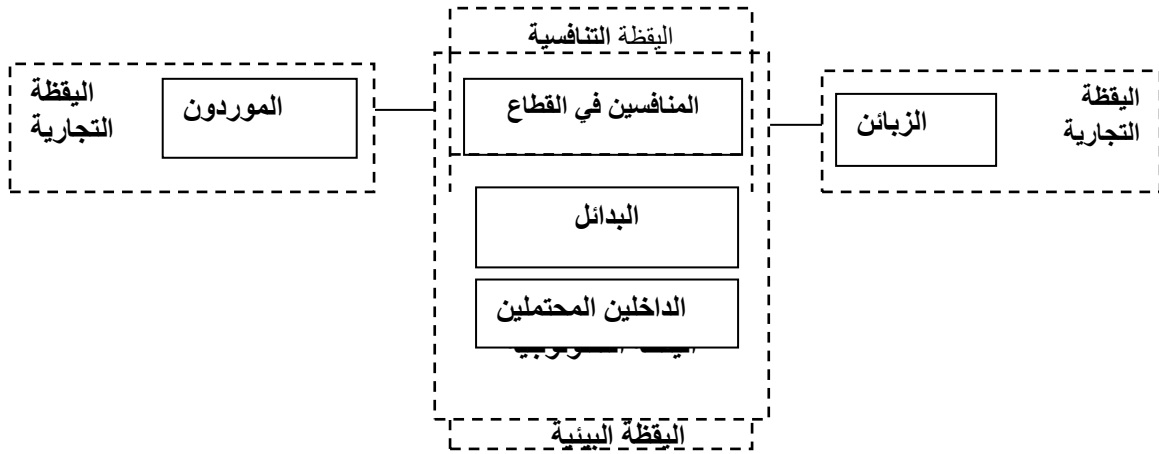 اليقظة التنافسية
اليقظة
التجارية
الزبائن
المنافسين في القطاع
الموردون
اليقظة
التجارية
البدائل
الداخلين المحتملين
اليقظة البيئية